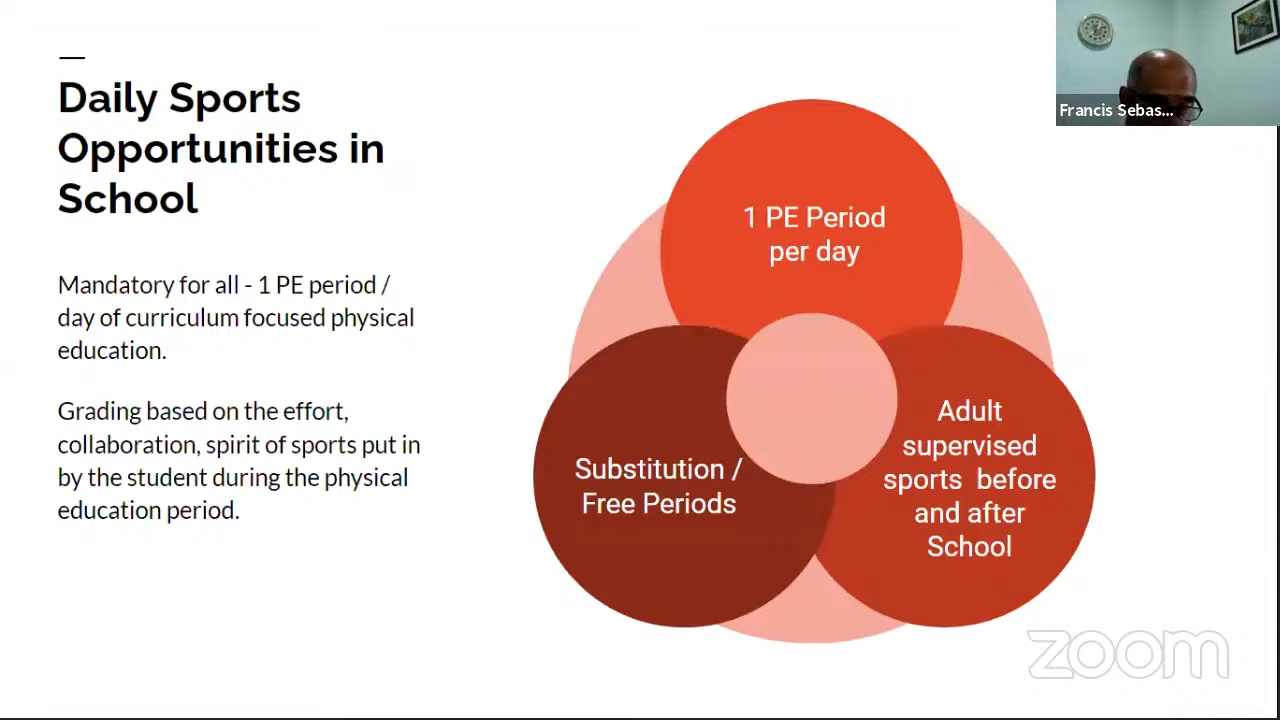 Daily Sports
Opportunities in
School
Mandatory for all - 1 PE period /
day of curriculum focused physical
education.
Grading based on the effort,
collaboration, spirit of sports put in
by the student during the physical
education period.
1 PE Period
per day
Substitution /
Free Periods
Adult
supervised
sports before
and after
School
Francis Sebas...
zoom